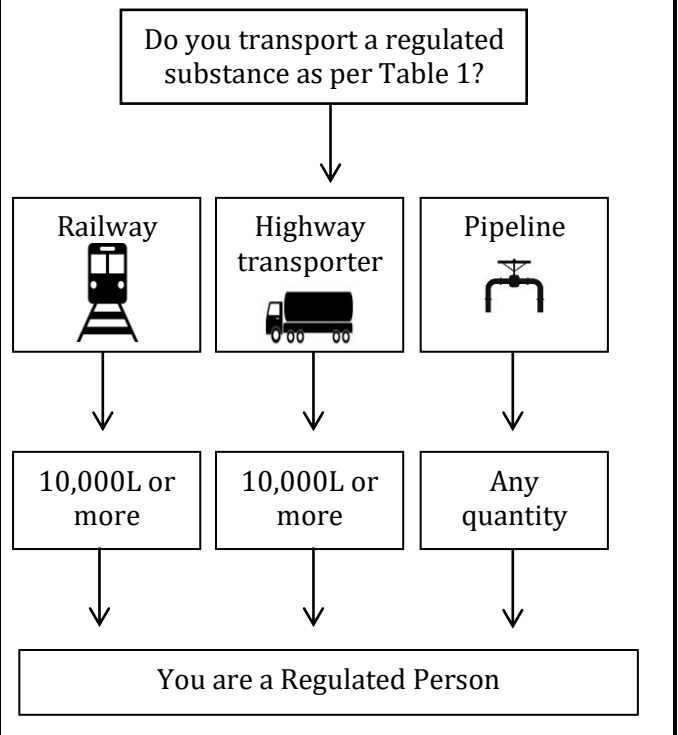 Do you transport a regulated
substance as per Table 1?
Railway
Highway
transporter
Pipeline
10,000L or
more
10,000L or
more
Any
quantity
You are a Regulated Person